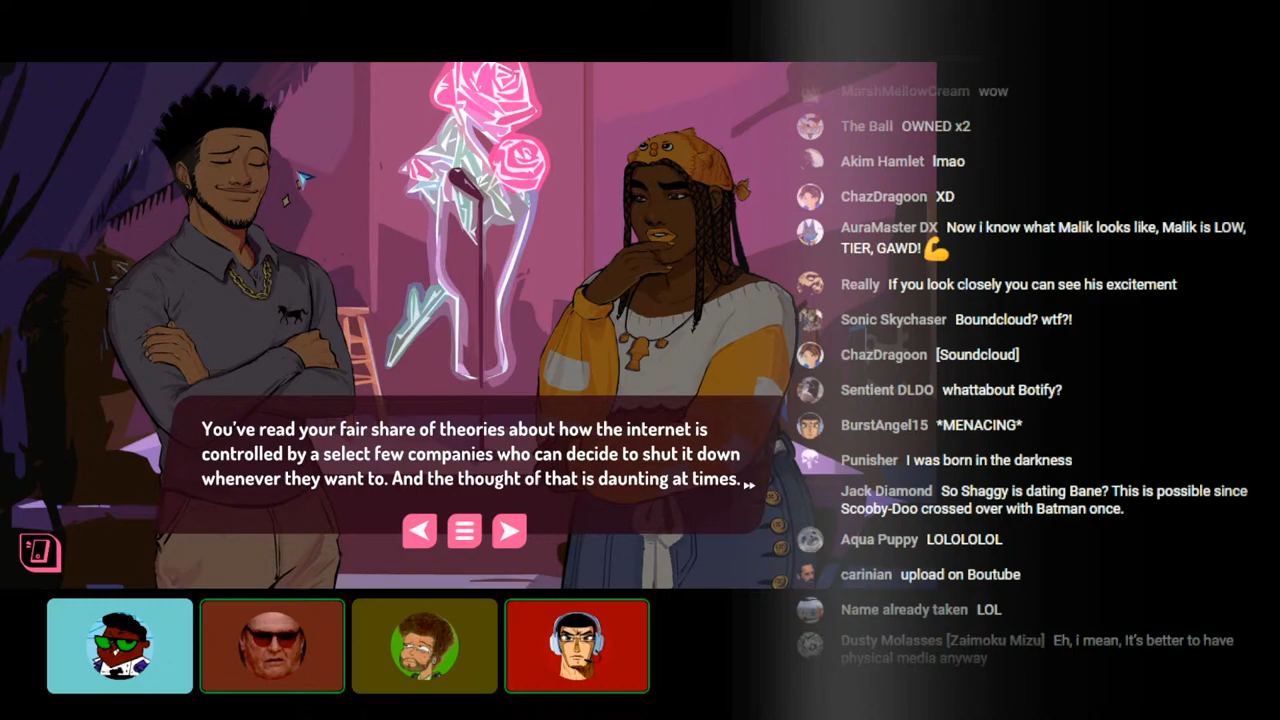 You've read your fair share of theories about how the internet is
controlled by a select few companies who can decide to shut it down
whenever they want to. And the thought of that is daunting at times.
MarshMellowCream wow
The Ball OWNED x2
Akim Hamlet lmao
ChazDragoon XD
AuraMaster DX Now i know what Malik looks like, Malik is LOW,
TIER, GAWD!💪
Really If you look closely you can see his excitement
Sonic Skychaser Boundcloud? wtf?!
ChazDragoon [Soundcloud]
Sentient DLDO whattabout Botify?
BurstAngel15 *MENACING*
Punisher I was born in the darkness
Jack Diamond So Shaggy is dating Bane? This is possible since
Scooby-Doo crossed over with Batman once.
Aqua Puppy LOLOLOLOL
carinian upload on Boutube
Name already taken LOL
Dusty Molasses [Zaimoku Mizu] Eh, i mean, It's better to have
physical media anyway